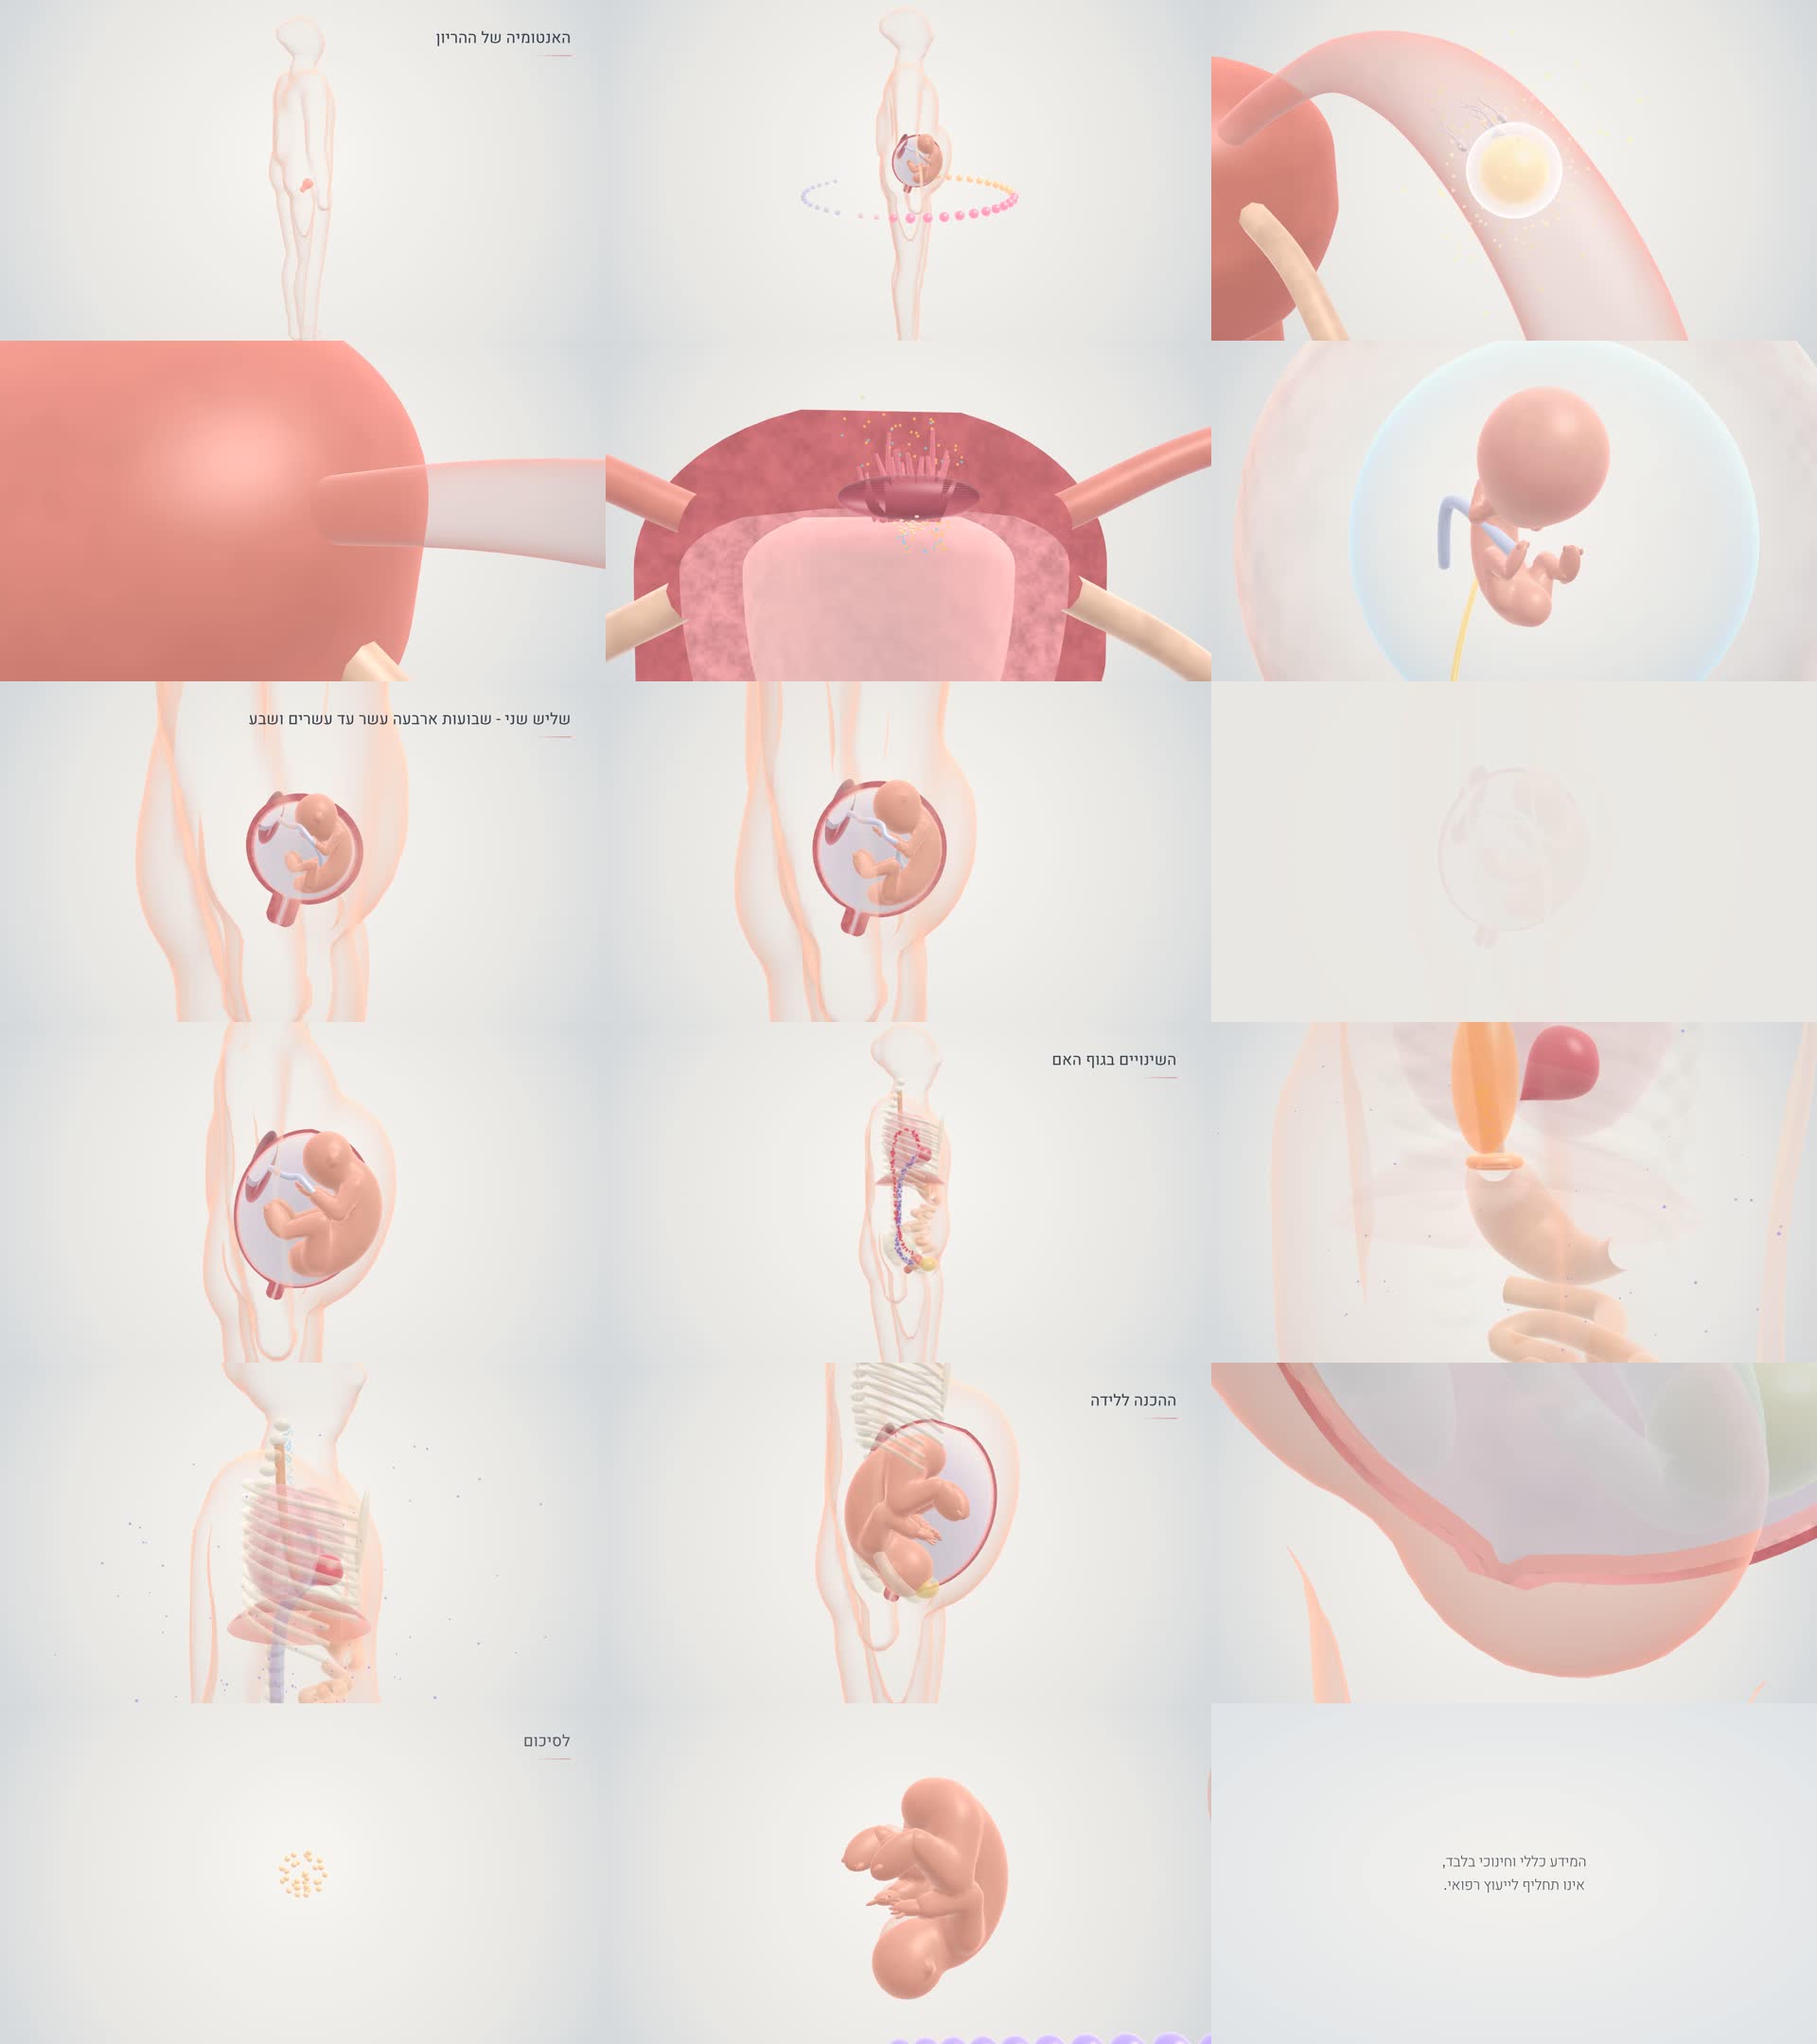 האנטומיה של ההריון
שליש שני - שבועות ארבעה עשר עד עשרים ושבע
השינויים בגוף האם
ההכנה ללידה
לסיכום
המידע כללי וחינוכי בלבד,
אינו תחליף לייעוץ רפואי.